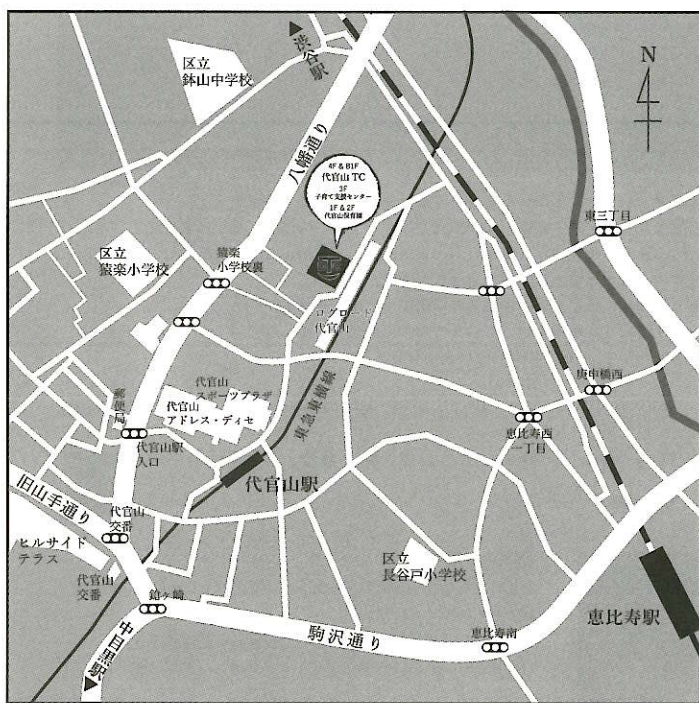 渋谷駅
区立
鉢山中学校
N
八幡通り
4F & B1F
代官山 TC
3F
子育て支援センター
1F & 2F
代官山保育園
東三丁目
区立
猿楽小学校
猿楽
小学校裏
ログロード
代官山
庚申橋西
代官山
スポーツプラザ
代官山
アドレス・ディセ
郵便局
東急東横線
恵比寿西
一丁目
代官山駅
入口
代官山駅
旧山手通り
代官山
交番
ヒルサイド
テラス
代官山
交番
区立
長谷戸小学校
鎗ヶ崎
駒沢通り
恵比寿南
恵比寿駅
中目黒駅